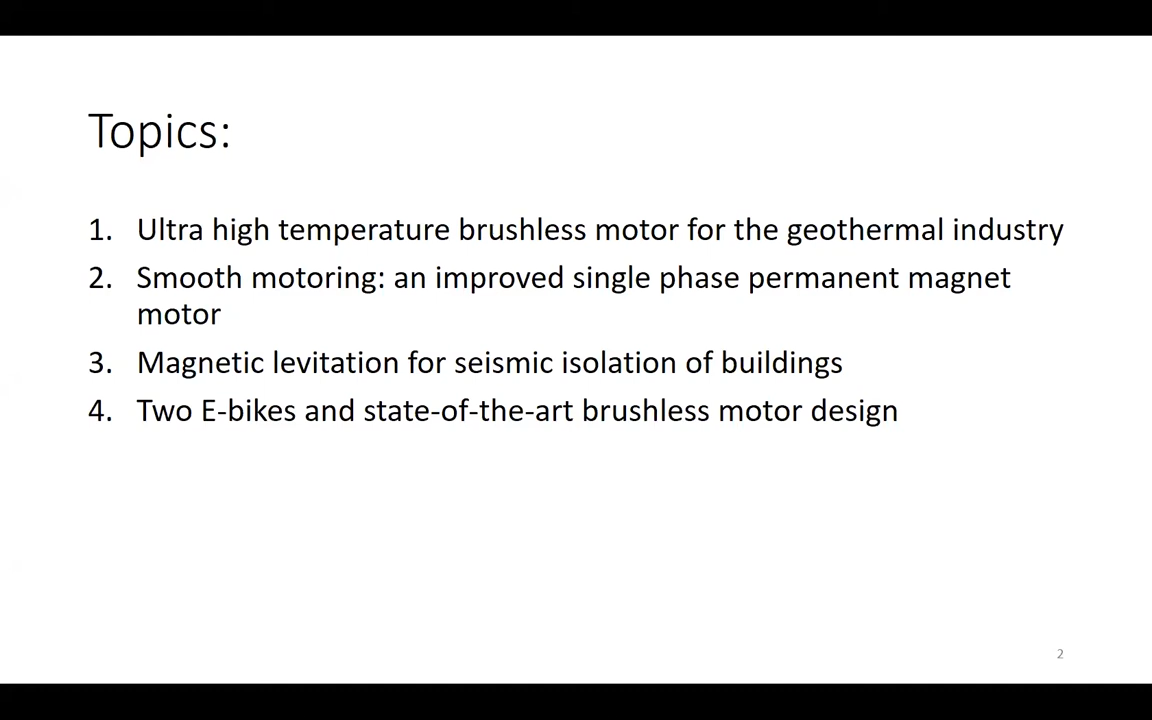 Topics:
1. Ultra high temperature brushless motor for the geothermal industry
2. Smooth motoring: an improved single phase permanent magnet
motor
3. Magnetic levitation for seismic isolation of buildings
4. Two E-bikes and state-of-the-art brushless motor design
2